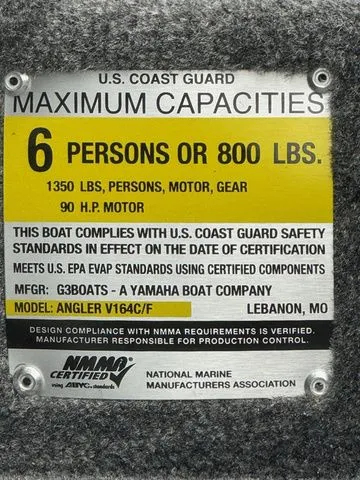 U.S. COAST GUARD
MAXIMUM CAPACITIES
6 PERSONS OR 800 LBS.
1350 LBS, PERSONS, MOTOR, GEAR
90 H.P. MOTOR
THIS BOAT COMPLIES WITH U.S. COAST GUARD SAFETY
STANDARDS IN EFFECT ON THE DATE OF CERTIFICATION
MEETS U.S. EPA EVAP STANDARDS USING CERTIFIED COMPONENTS
MFGR: G3BOATS - A YAMAHA BOAT COMPANY
MODEL: ANGLER V164C/F LEBANON, MO
DESIGN COMPLIANCE WITH NMMA REQUIREMENTS IS VERIFIED.
MANUFACTURER RESPONSIBLE FOR PRODUCTION CONTROL.
NMMA
CERTIFIED
using ABYC standards
NATIONAL MARINE
MANUFACTURERS ASSOCIATION